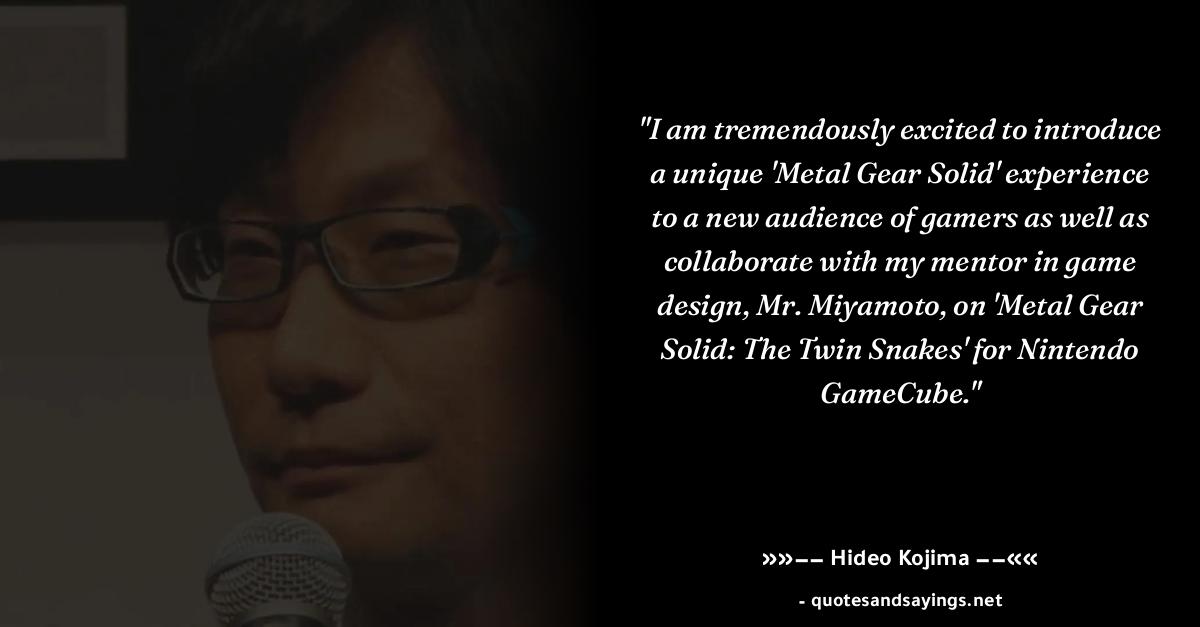 "I am tremendously excited to introduce
a unique 'Metal Gear Solid' experience
to a new audience of gamers as well as
collaborate with my mentor in game
design, Mr. Miyamoto, on 'Metal Gear
Solid: The Twin Snakes' for Nintendo
GameCube."
»»—— Hideo Kojima ——««
- quotesandsayings.net